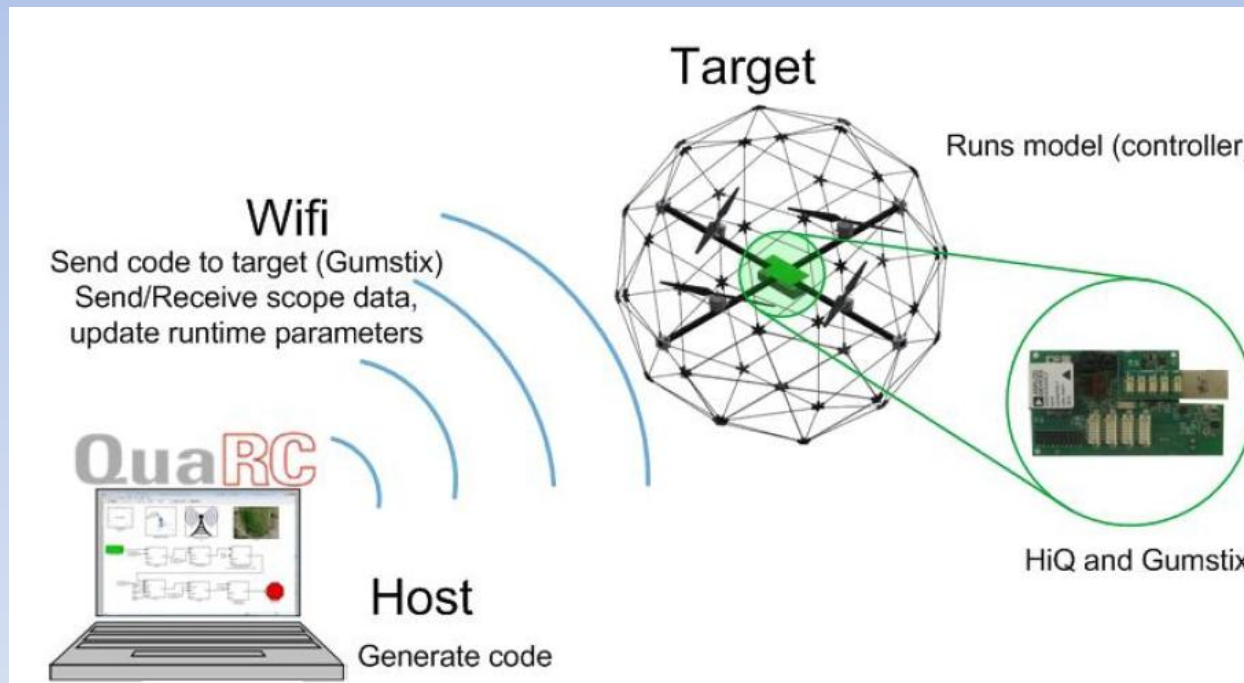 Target
Runs model (controller)
Wifi
Send code to target (Gumstix)
Send/Receive scope data,
update runtime parameters
QuaRC
Host
Generate code
HiQ and Gumstix